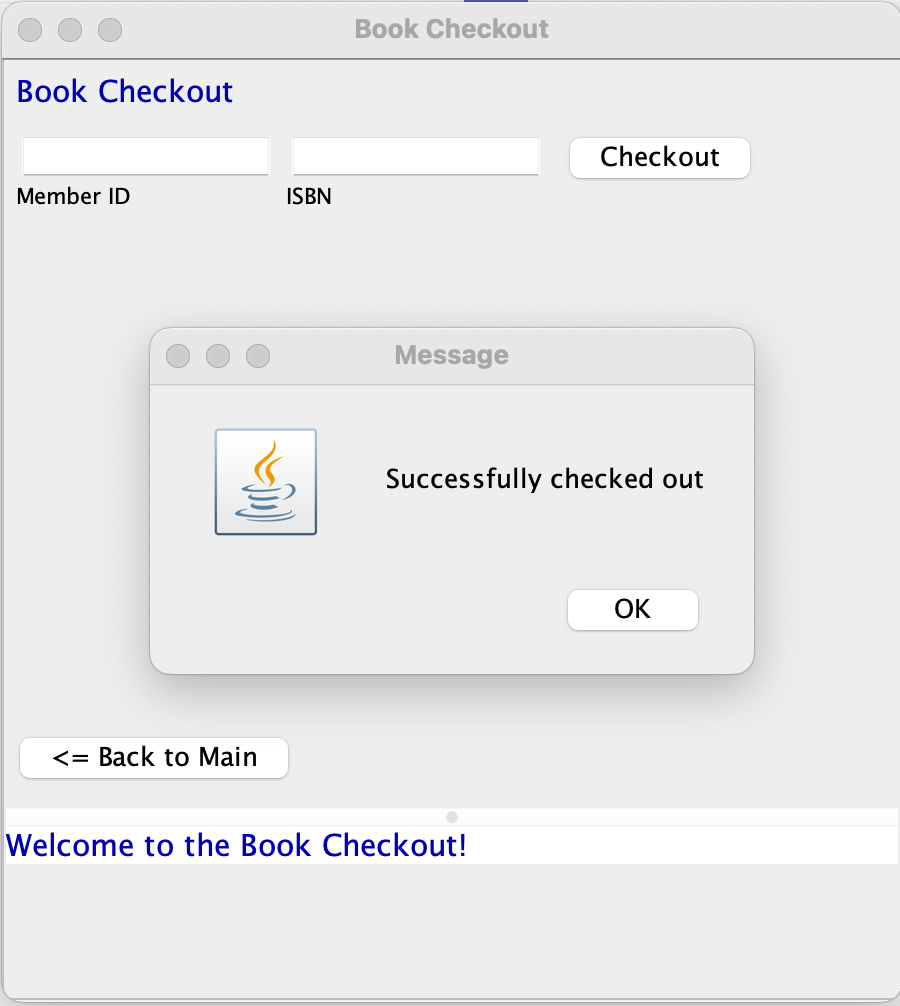 Book Checkout
Book Checkout
Checkout
Member ID
ISBN
Message
Successfully checked out
OK
<= Back to Main
Welcome to the Book Checkout!